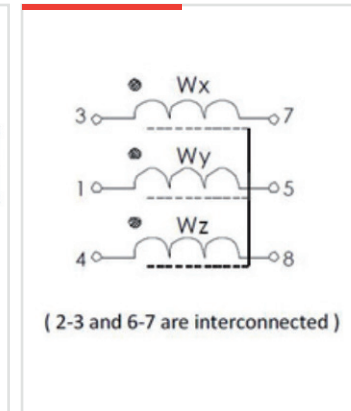 Wx
3 7
Wy
1 5
Wz
4 8
( 2-3 and 6-7 are interconnected )